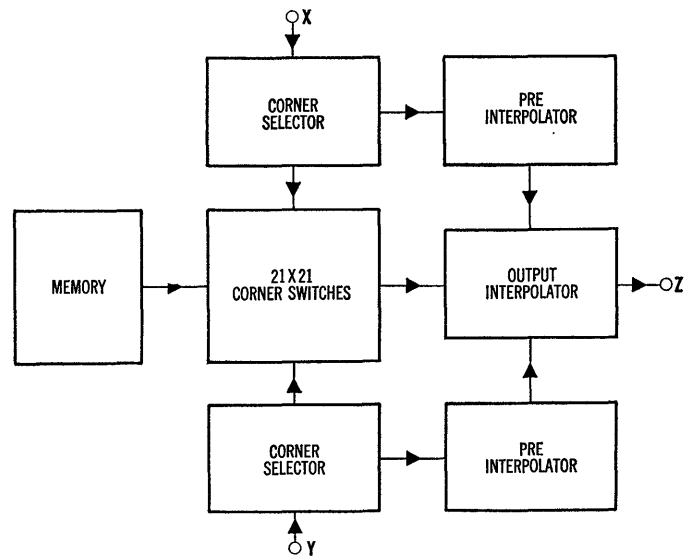 X
CORNER
SELECTOR
PRE
INTERPOLATOR
MEMORY
21 X 21
CORNER SWITCHES
OUTPUT
INTERPOLATOR
Z
CORNER
SELECTOR
PRE
INTERPOLATOR
Y